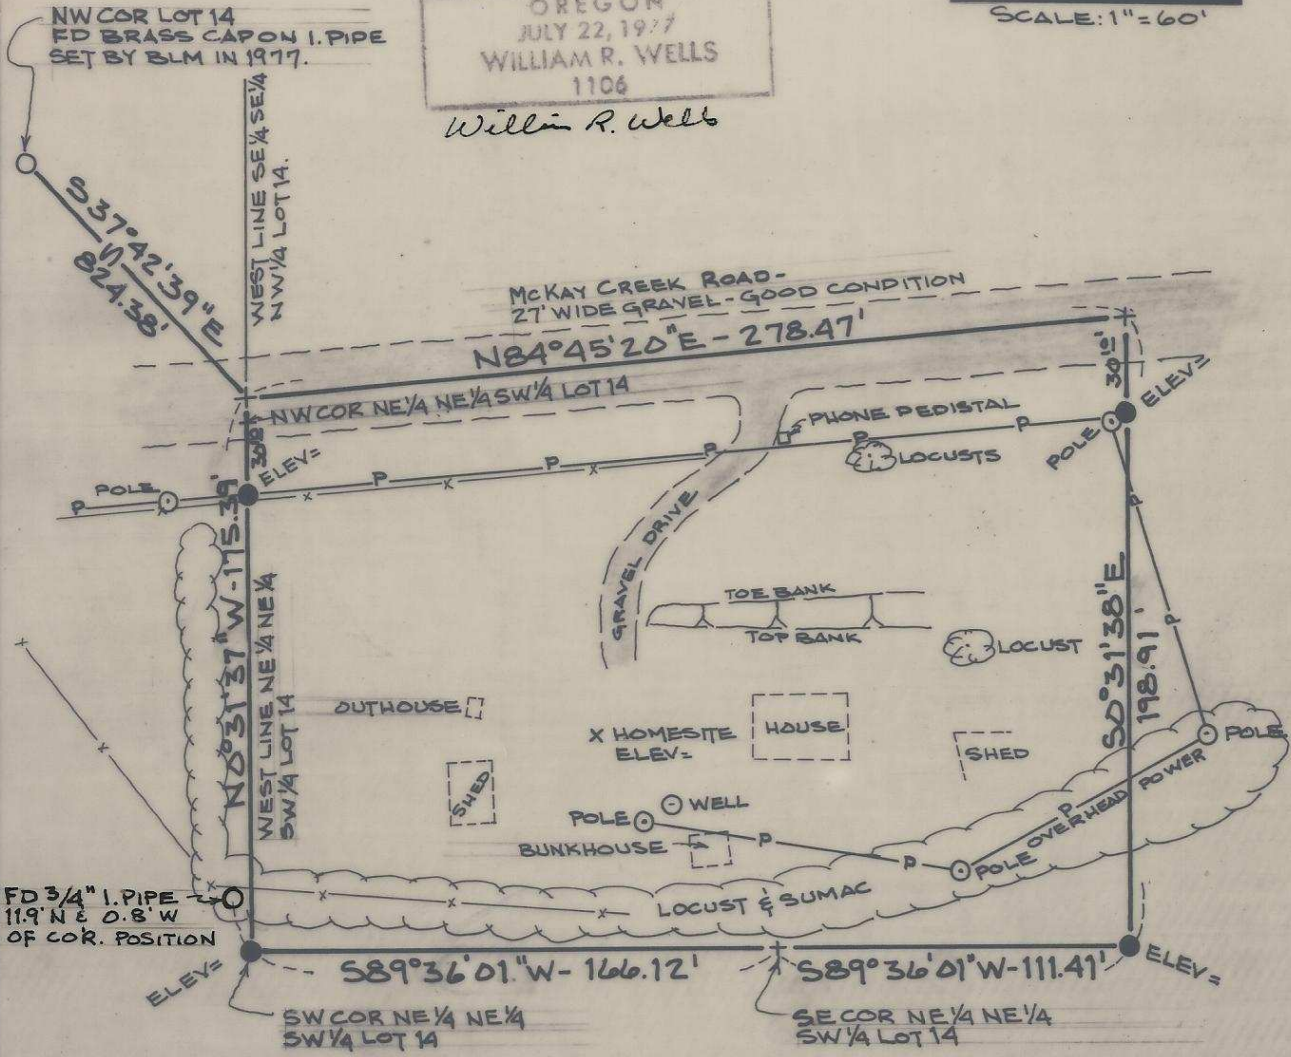 NW COR LOT 14
FD BRASS CAP ON I. PIPE
SET BY BLM IN 1977.
OREGON
JULY 22, 1977
WILLIAM R. WELLS
1106
William R. Wells
SCALE: 1"=60'
WEST LINE SE¼ SE¼
NW¼ LOT 14.
S37°42'39"E
824.38'
McKAY CREEK ROAD-
27' WIDE GRAVEL-GOOD CONDITION
N84°45'20"E - 278.47'
NW COR NE¼ NE¼ SW¼ LOT 14
ELEV=
30.10'
ELEV=
PHONE PEDISTAL
P
P
P
P
P
P
POLE
POLE
LOCUSTS
GRAVEL DRIVE
P
P
TOE BANK
TOP BANK
LOCUST
N0°31'37"W-175.39'
WEST LINE NE¼ NE¼
SW¼ LOT 14
S0°31'38"E
198.91'
OUTHOUSE
X HOMESITE
ELEV=
HOUSE
SHED
SHED
POLE
WELL
POLE
BUNKHOUSE
P
P
P
POLE
OVERHEAD POWER
LOCUST & SUMAC
FD 3/4" I. PIPE
11.9' N & 0.8' W
OF COR. POSITION
ELEV=
S89°36'01"W- 166.12'
S89°36'01"W-111.41'
ELEV=
SW COR NE¼ NE¼
SW¼ LOT 14
SE COR NE¼ NE¼
SW¼ LOT 14